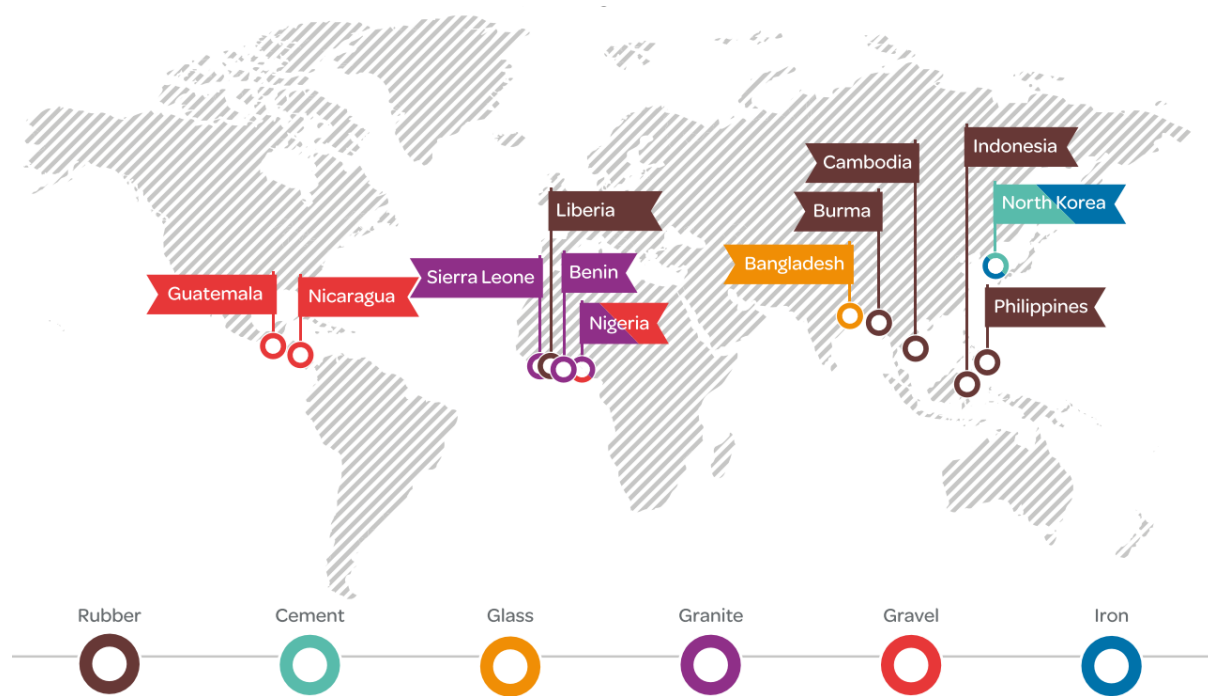 Indonesia
Cambodia
North Korea
Liberia
Burma
Bangladesh
Sierra Leone
Benin
Guatemala
Nicaragua
Philippines
Nigeria
Rubber
Cement
Glass
Granite
Gravel
Iron